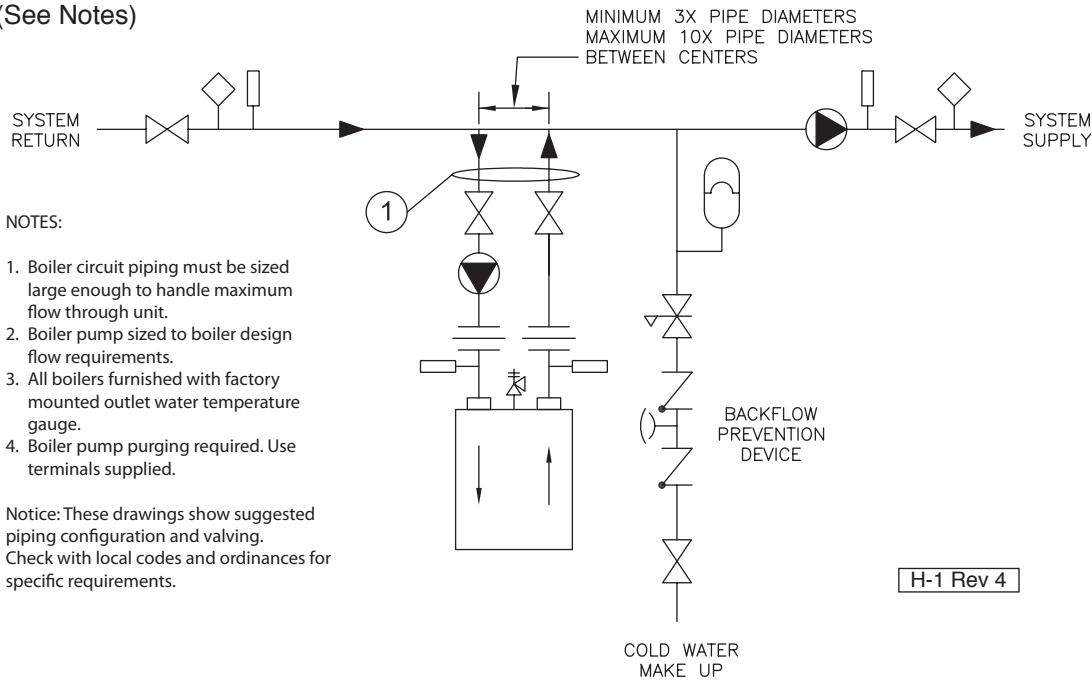 (See Notes)
MINIMUM 3X PIPE DIAMETERS
MAXIMUM 10X PIPE DIAMETERS
BETWEEN CENTERS
SYSTEM
RETURN
SYSTEM
SUPPLY
1
NOTES:
1. Boiler circuit piping must be sized
large enough to handle maximum
flow through unit.
2. Boiler pump sized to boiler design
flow requirements.
3. All boilers furnished with factory
mounted outlet water temperature
gauge.
4. Boiler pump purging required. Use
terminals supplied.
Notice: These drawings show suggested
piping configuration and valving.
Check with local codes and ordinances for
specific requirements.
BACKFLOW
PREVENTION
DEVICE
H-1 Rev 4
COLD WATER
MAKE UP